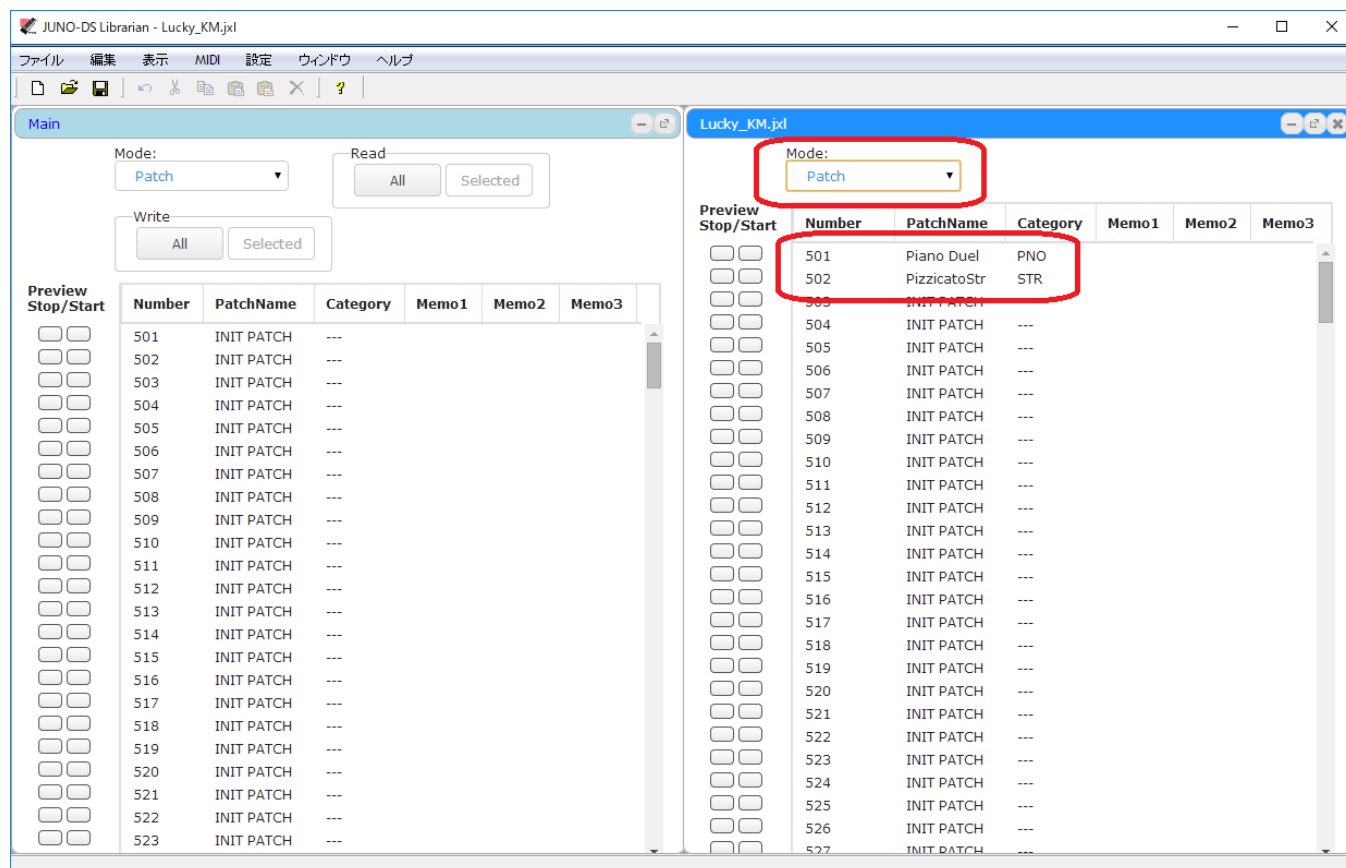 JUNO-DS Librarian - Lucky_KM.jxl
ファイル 編集 表示 MIDI 設定 ウィンドウ ヘルプ
Main
Mode:
Patch
Read
All Selected
Write
All Selected
Preview
Stop/Start Number PatchName Category Memo1 Memo2 Memo3
501 INIT PATCH ---
502 INIT PATCH ---
503 INIT PATCH ---
504 INIT PATCH ---
505 INIT PATCH ---
506 INIT PATCH ---
507 INIT PATCH ---
508 INIT PATCH ---
509 INIT PATCH ---
510 INIT PATCH ---
511 INIT PATCH ---
512 INIT PATCH ---
513 INIT PATCH ---
514 INIT PATCH ---
515 INIT PATCH ---
516 INIT PATCH ---
517 INIT PATCH ---
518 INIT PATCH ---
519 INIT PATCH ---
520 INIT PATCH ---
521 INIT PATCH ---
522 INIT PATCH ---
523 INIT PATCH ---
Lucky_KM.jxl
Mode:
Patch
Preview
Stop/Start Number PatchName Category Memo1 Memo2 Memo3
501 Piano Duel PNO
502 PizzicatoStr STR
503 INIT PATCH ---
504 INIT PATCH ---
505 INIT PATCH ---
506 INIT PATCH ---
507 INIT PATCH ---
508 INIT PATCH ---
509 INIT PATCH ---
510 INIT PATCH ---
511 INIT PATCH ---
512 INIT PATCH ---
513 INIT PATCH ---
514 INIT PATCH ---
515 INIT PATCH ---
516 INIT PATCH ---
517 INIT PATCH ---
518 INIT PATCH ---
519 INIT PATCH ---
520 INIT PATCH ---
521 INIT PATCH ---
522 INIT PATCH ---
523 INIT PATCH ---
524 INIT PATCH ---
525 INIT PATCH ---
526 INIT PATCH ---
527 INIT PATCH ---